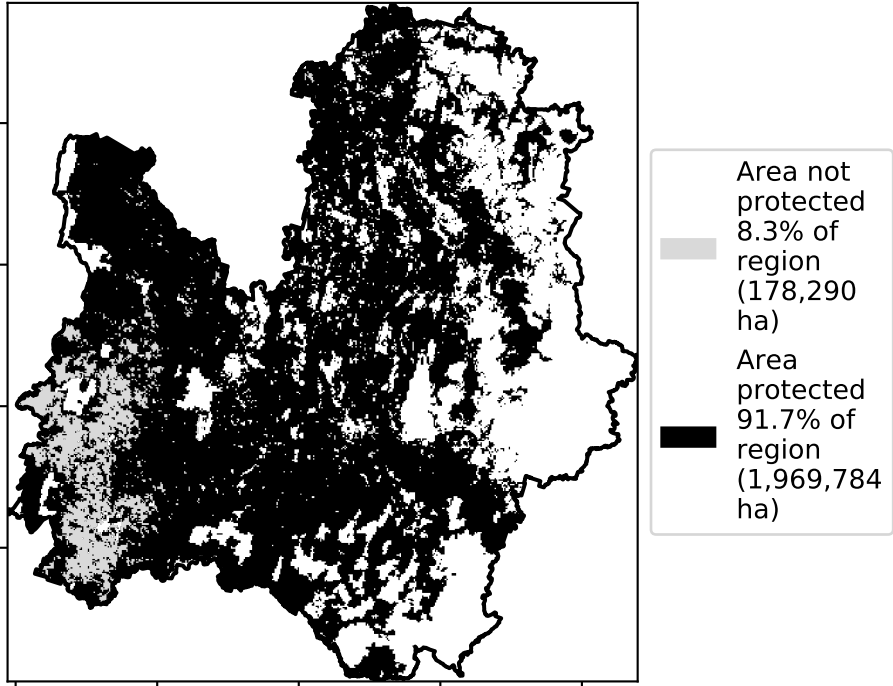 Area not
protected
8.3% of
region
(178,290
ha)
Area
protected
91.7% of
region
(1,969,784
ha)